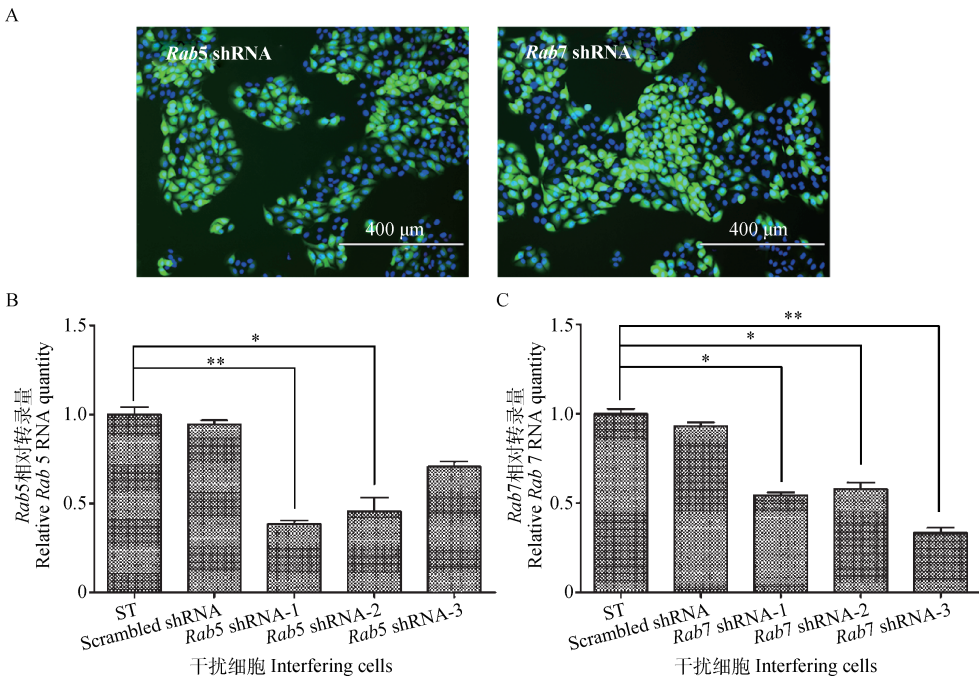 A
Rab5 shRNA
400 μm
Rab7 shRNA
400 μm
B
Rab5相对转录量
Relative Rab 5 RNA quantity
1.5
1.0
0.5
0
*
**
ST
Scrambled shRNA
Rab5 shRNA-1
Rab5 shRNA-2
Rab5 shRNA-3
干扰细胞 Interfering cells
C
Rab7相对转录量
Relative Rab 7 RNA quantity
1.5
1.0
0.5
0
**
*
*
ST
Scrambled shRNA
Rab7 shRNA-1
Rab7 shRNA-2
Rab7 shRNA-3
干扰细胞 Interfering cells